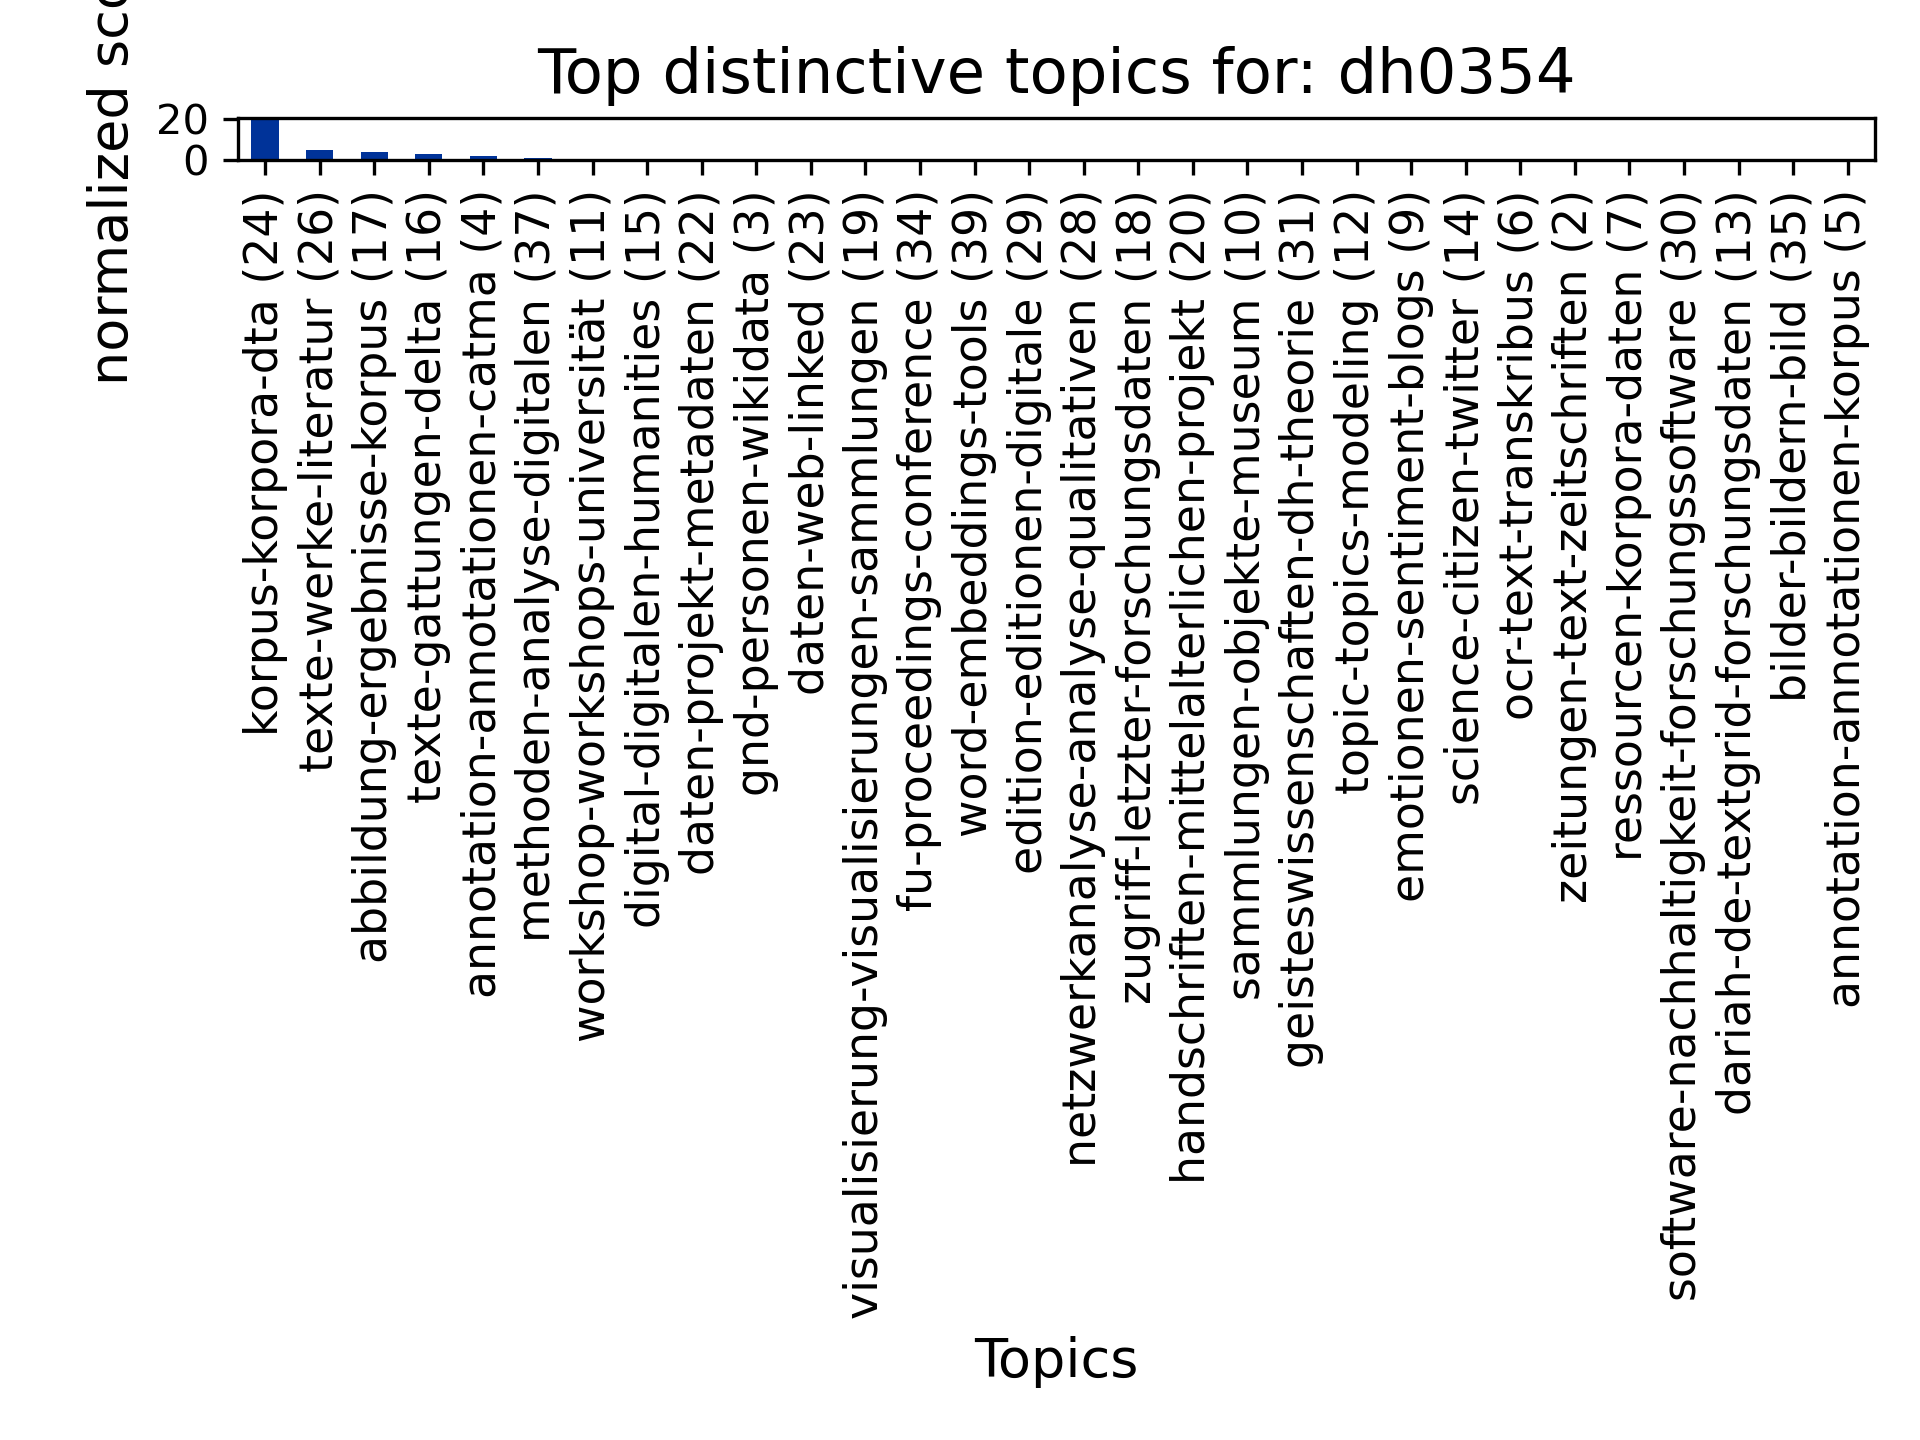 Top distinctive topics for: dh0354
normalized sco
20
0
korpus-korpora-dta (24)
texte-werke-literatur (26)
abbildung-ergebnisse-korpus (17)
texte-gattungen-delta (16)
annotation-annotationen-catma (4)
methoden-analyse-digitalen (37)
workshop-workshops-universität (11)
digital-digitalen-humanities (15)
daten-projekt-metadaten (22)
gnd-personen-wikidata (3)
daten-web-linked (23)
visualisierung-visualisierungen-sammlungen (19)
fu-proceedings-conference (34)
word-embeddings-tools (39)
edition-editionen-digitale (29)
netzwerkanalyse-analyse-qualitativen (28)
zugriff-letzter-forschungsdaten (18)
handschriften-mittelalterlichen-projekt (20)
sammlungen-objekte-museum (10)
geisteswissenschaften-dh-theorie (31)
topic-topics-modeling (12)
emotionen-sentiment-blogs (9)
science-citizen-twitter (14)
ocr-text-transkribus (6)
zeitungen-text-zeitschriften (2)
ressourcen-korpora-daten (7)
software-nachhaltigkeit-forschungssoftware (30)
dariah-de-textgrid-forschungsdaten (13)
bilder-bildern-bild (35)
annotation-annotationen-korpus (5)
Topics